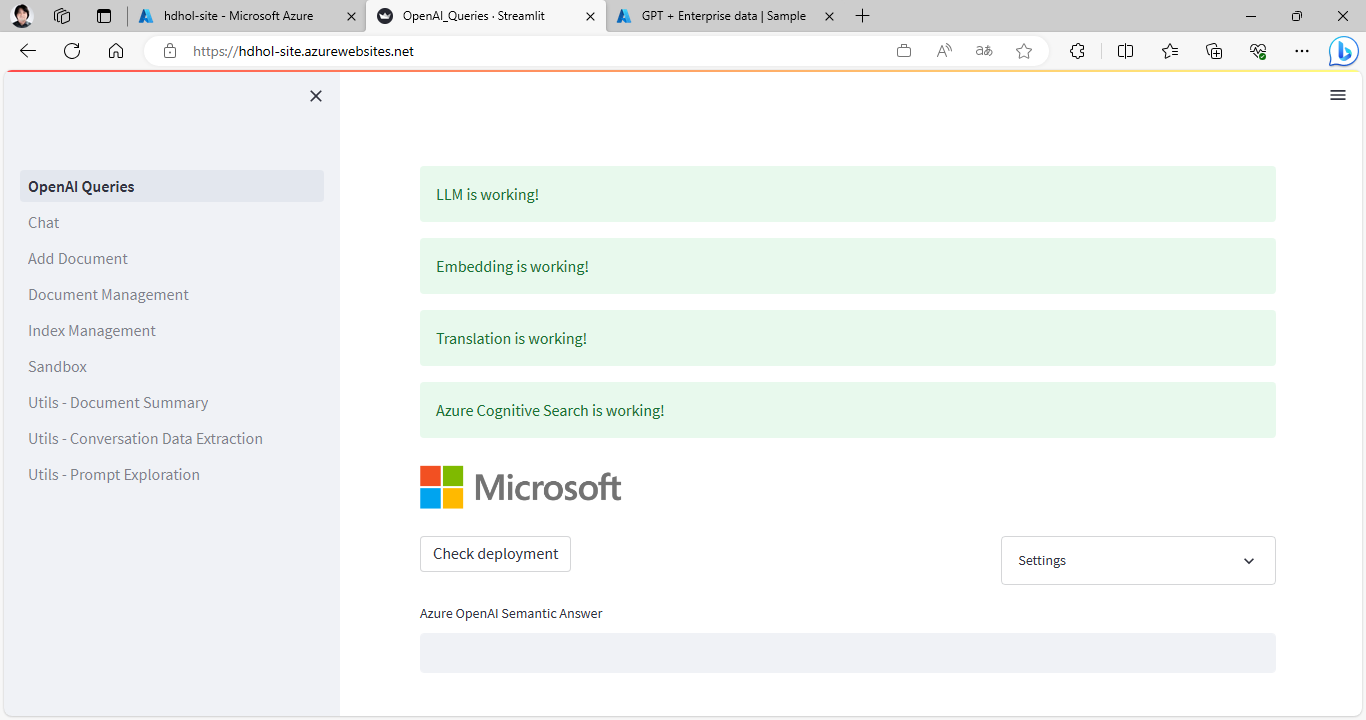 hdhol-site - Microsoft Azure
OpenAI_Queries · Streamlit
GPT + Enterprise data | Sample
https://hdhol-site.azurewebsites.net
OpenAI Queries
Chat
Add Document
Document Management
Index Management
Sandbox
Utils - Document Summary
Utils - Conversation Data Extraction
Utils - Prompt Exploration
LLM is working!
Embedding is working!
Translation is working!
Azure Cognitive Search is working!
Microsoft
Check deployment
Settings
Azure OpenAI Semantic Answer